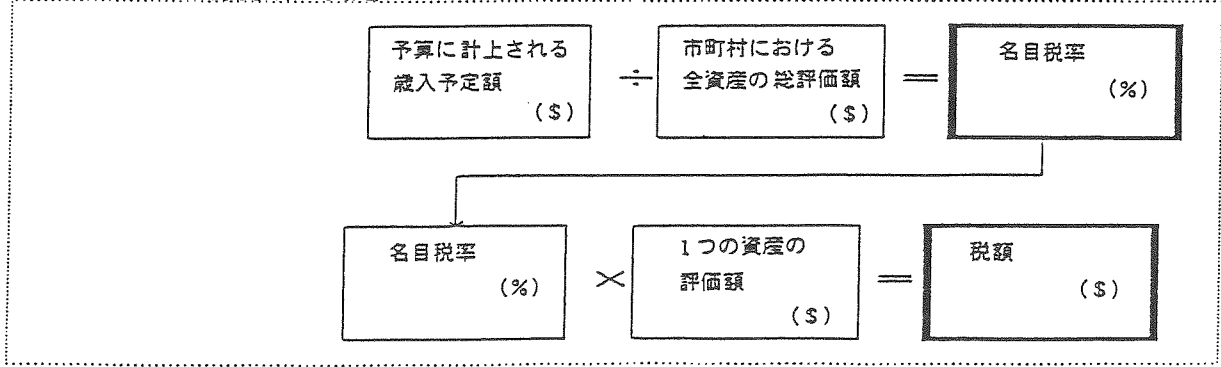 予算に計上される
歳入予定額
($)
÷
市町村における
全資産の総評価額
($)
=
名目税率
(%)
名目税率
(%)
×
1つの資産の
評価額
($)
=
税額
($)